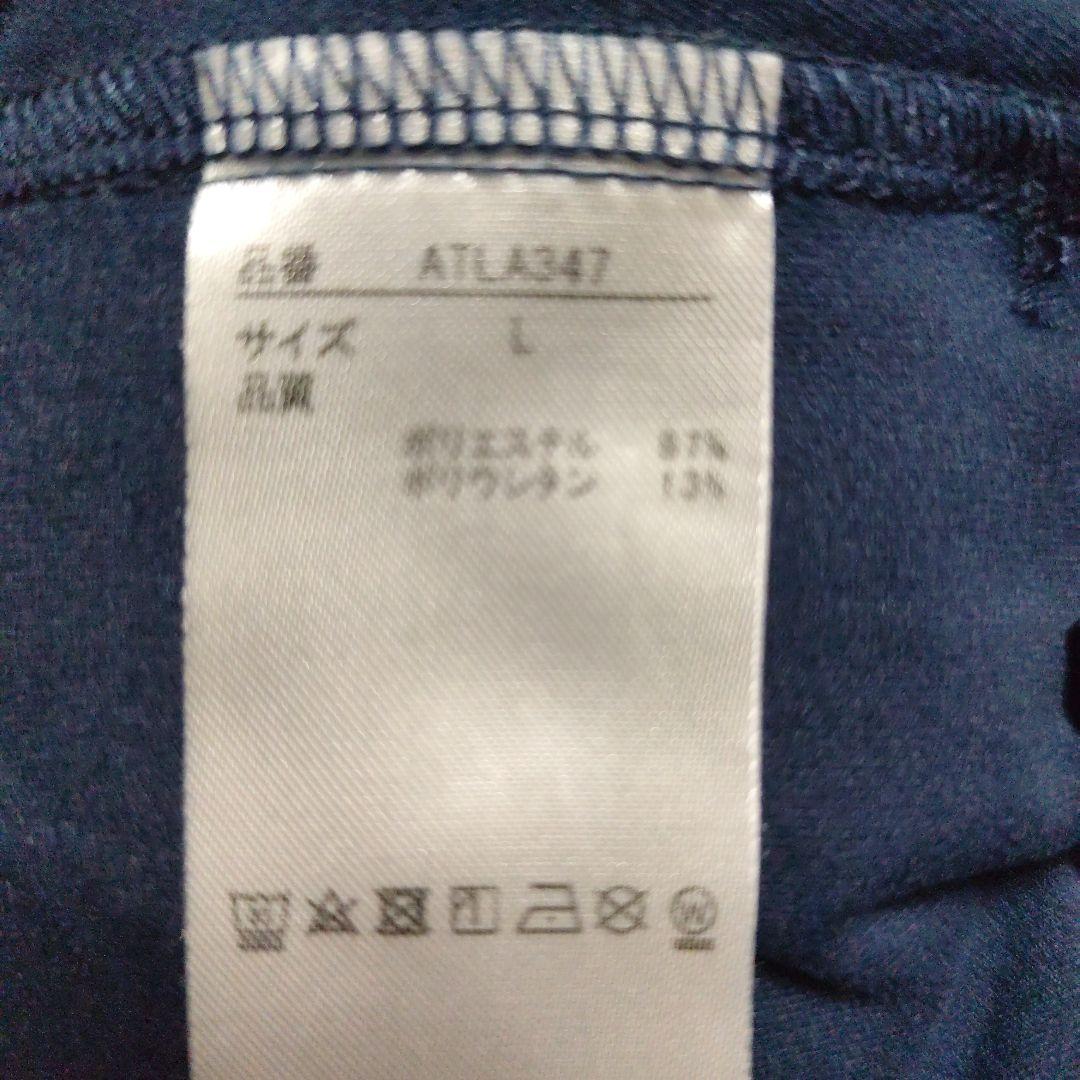 品番 ATLA347
サイズ L
品質
ポリエステル 87%
ポリウレタン 13%